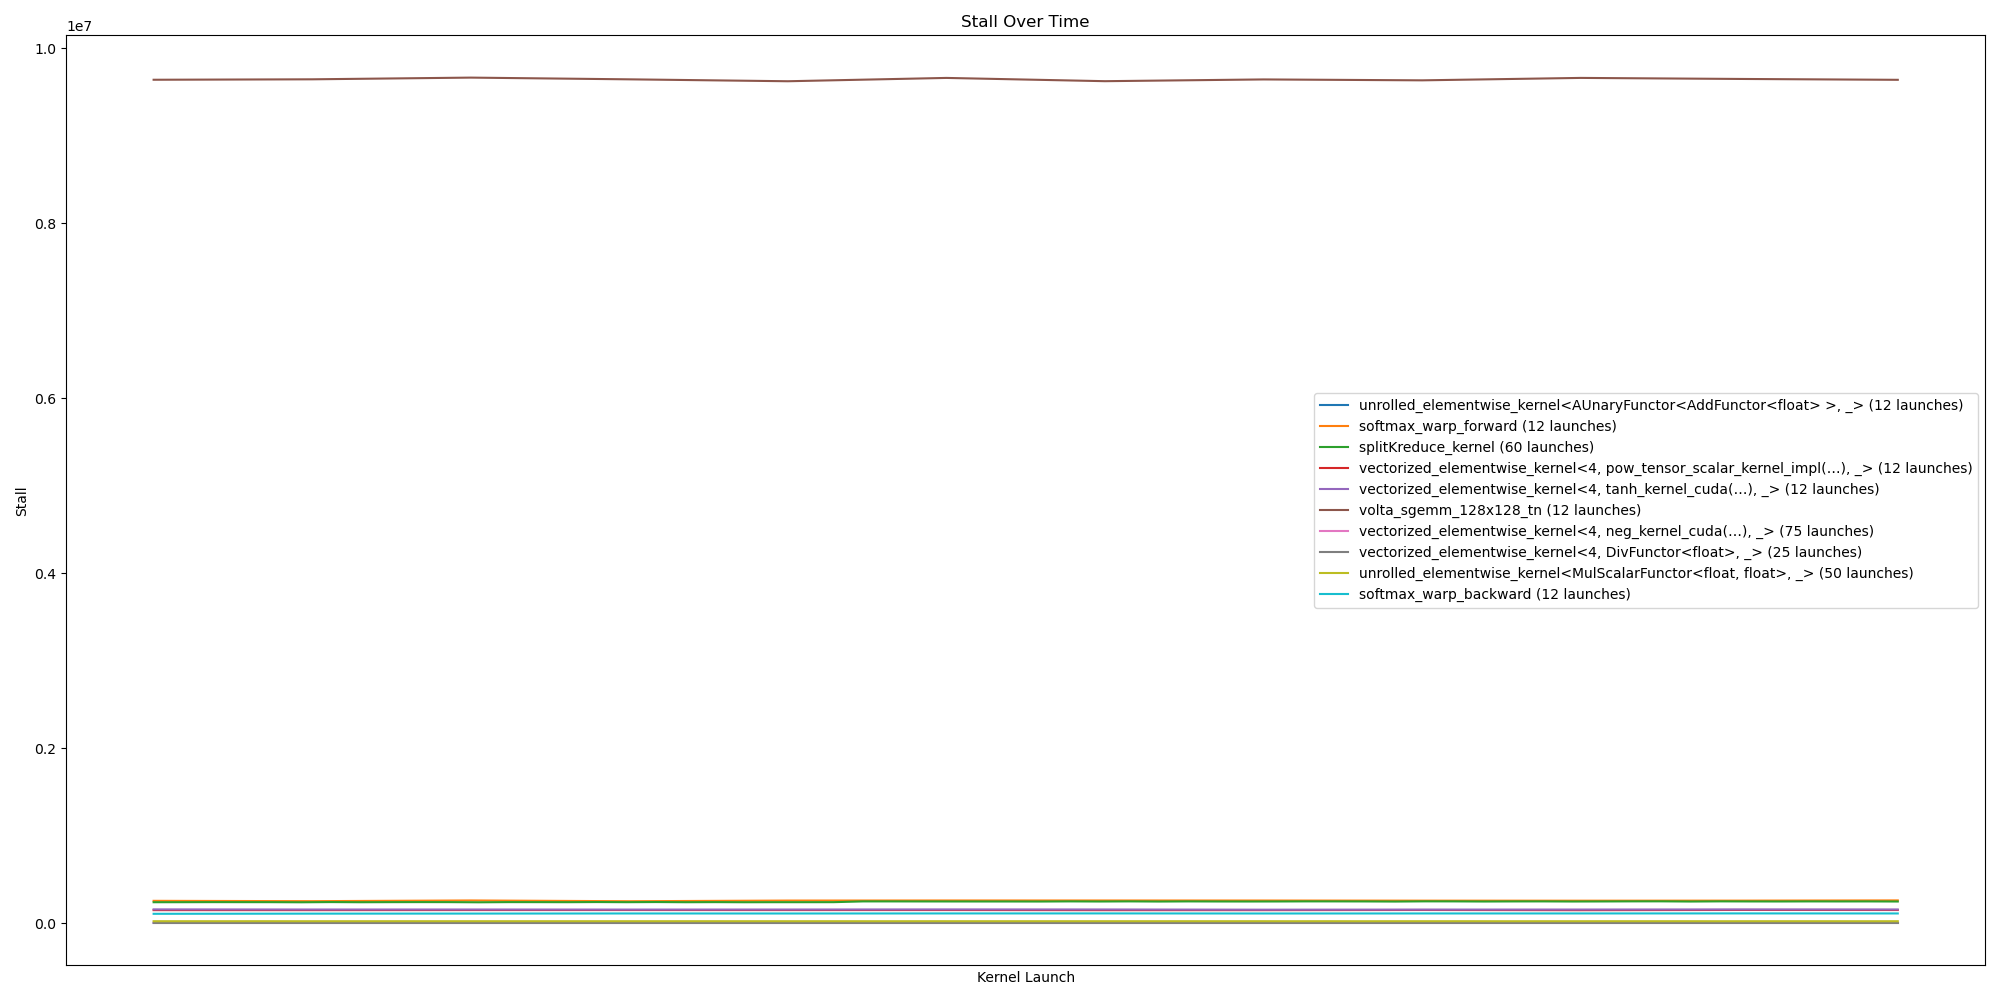 Stall Over Time
1e7
1.0
0.8
0.6
0.4
0.2
0.0
Stall
Kernel Launch
unrolled_elementwise_kernel<AUnaryFunctor<AddFunctor<float> >, _> (12 launches)
softmax_warp_forward (12 launches)
splitKreduce_kernel (60 launches)
vectorized_elementwise_kernel<4, pow_tensor_scalar_kernel_impl(...), _> (12 launches)
vectorized_elementwise_kernel<4, tanh_kernel_cuda(...), _> (12 launches)
volta_sgemm_128x128_tn (12 launches)
vectorized_elementwise_kernel<4, neg_kernel_cuda(...), _> (75 launches)
vectorized_elementwise_kernel<4, DivFunctor<float>, _> (25 launches)
unrolled_elementwise_kernel<MulScalarFunctor<float, float>, _> (50 launches)
softmax_warp_backward (12 launches)